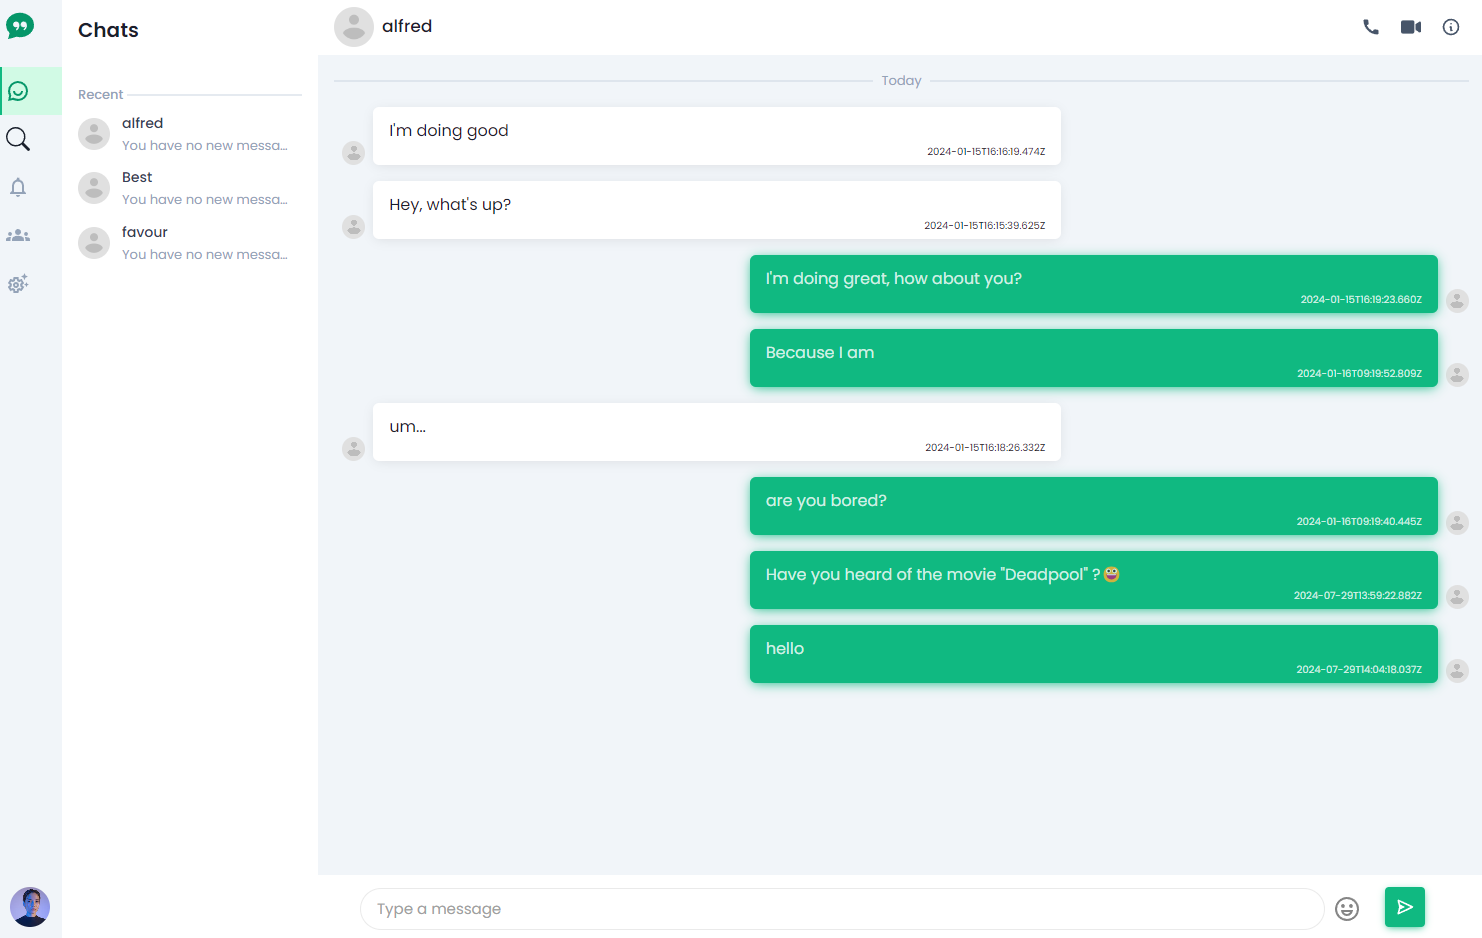 Chats
Recent
alfred
You have no new messa...
Best
You have no new messa...
favour
You have no new messa...
alfred
Today
I'm doing good
2024-01-15T16:16:19.474Z
Hey, what's up?
2024-01-15T16:15:39.625Z
I'm doing great, how about you?
2024-01-15T16:19:23.660Z
Because I am
2024-01-16T09:19:52.809Z
um...
2024-01-15T16:18:26.332Z
are you bored?
2024-01-16T09:19:40.445Z
Have you heard of the movie "Deadpool" ?😀
2024-07-29T13:59:22.882Z
hello
2024-07-29T14:04:18.037Z
Type a message